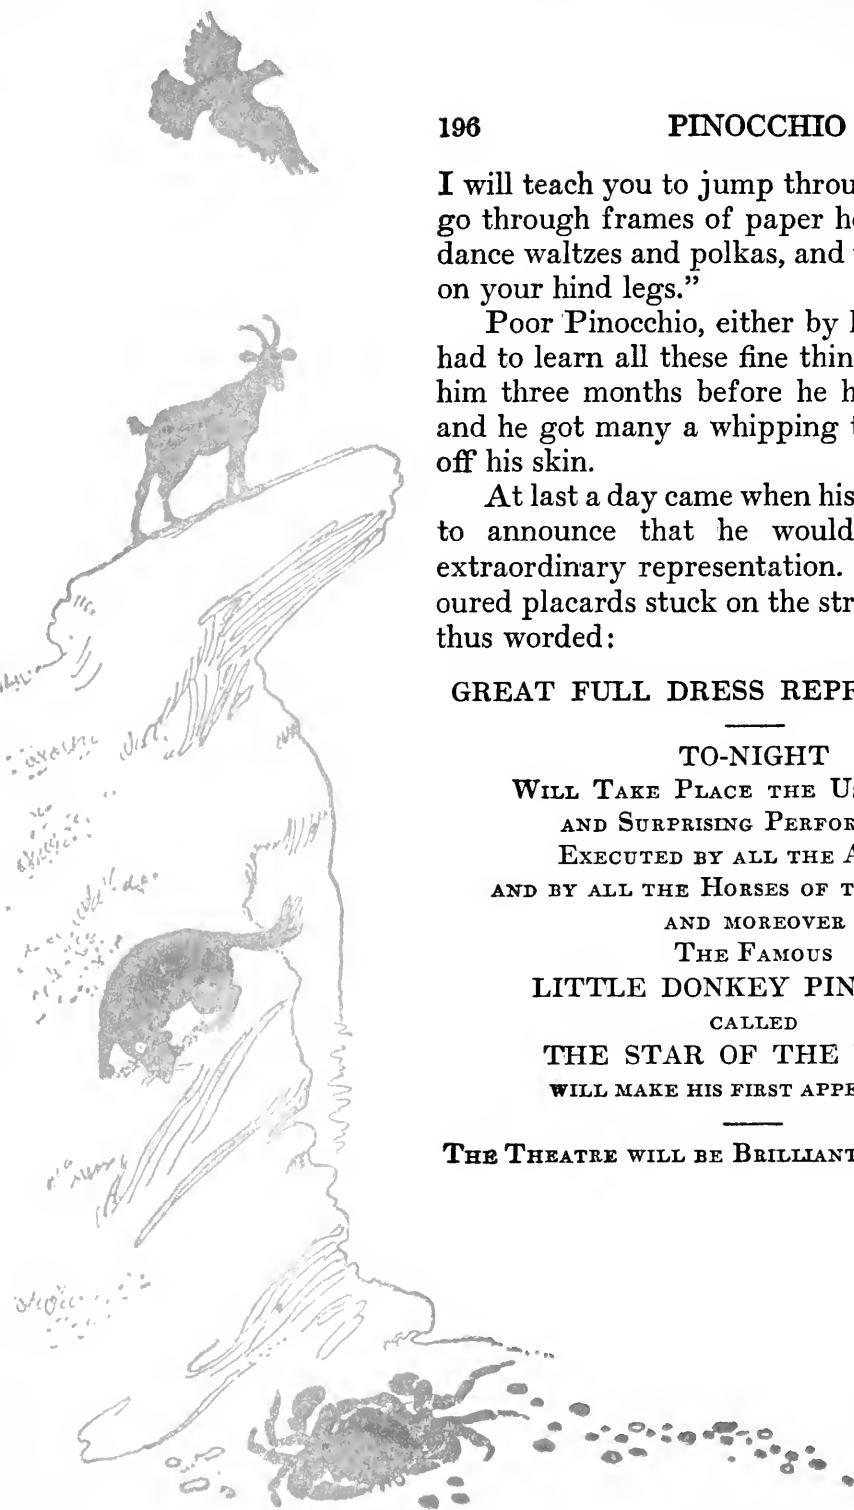 196 PINOCCHIO
I will teach you to jump throu
go through frames of paper h
dance waltzes and polkas, and
on your hind legs.”
Poor Pinocchio, either by
had to learn all these fine thin
him three months before he h
and he got many a whipping
off his skin.
At last a day came when his
to announce that he would
extraordinary representation.
oured placards stuck on the str
thus worded:
GREAT FULL DRESS REP
TO-NIGHT
WILL TAKE PLACE THE U
AND SURPRISING PERFOR
EXECUTED BY ALL THE A
AND BY ALL THE HORSES OF T
AND MOREOVER
THE FAMOUS
LITTLE DONKEY PIN
CALLED
THE STAR OF THE
WILL MAKE HIS FIRST APPE
THE THEATRE WILL BE BRILLIANT